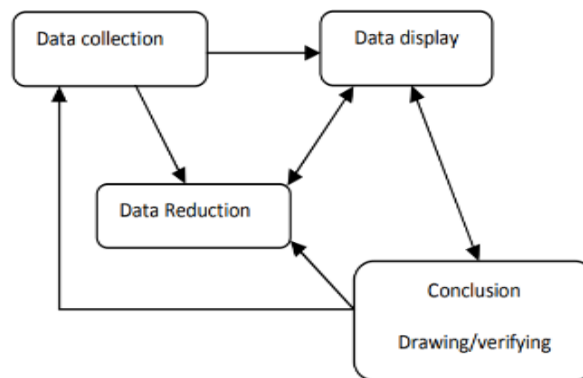 Data collection
Data display
Data Reduction
Conclusion
Drawing/verifying